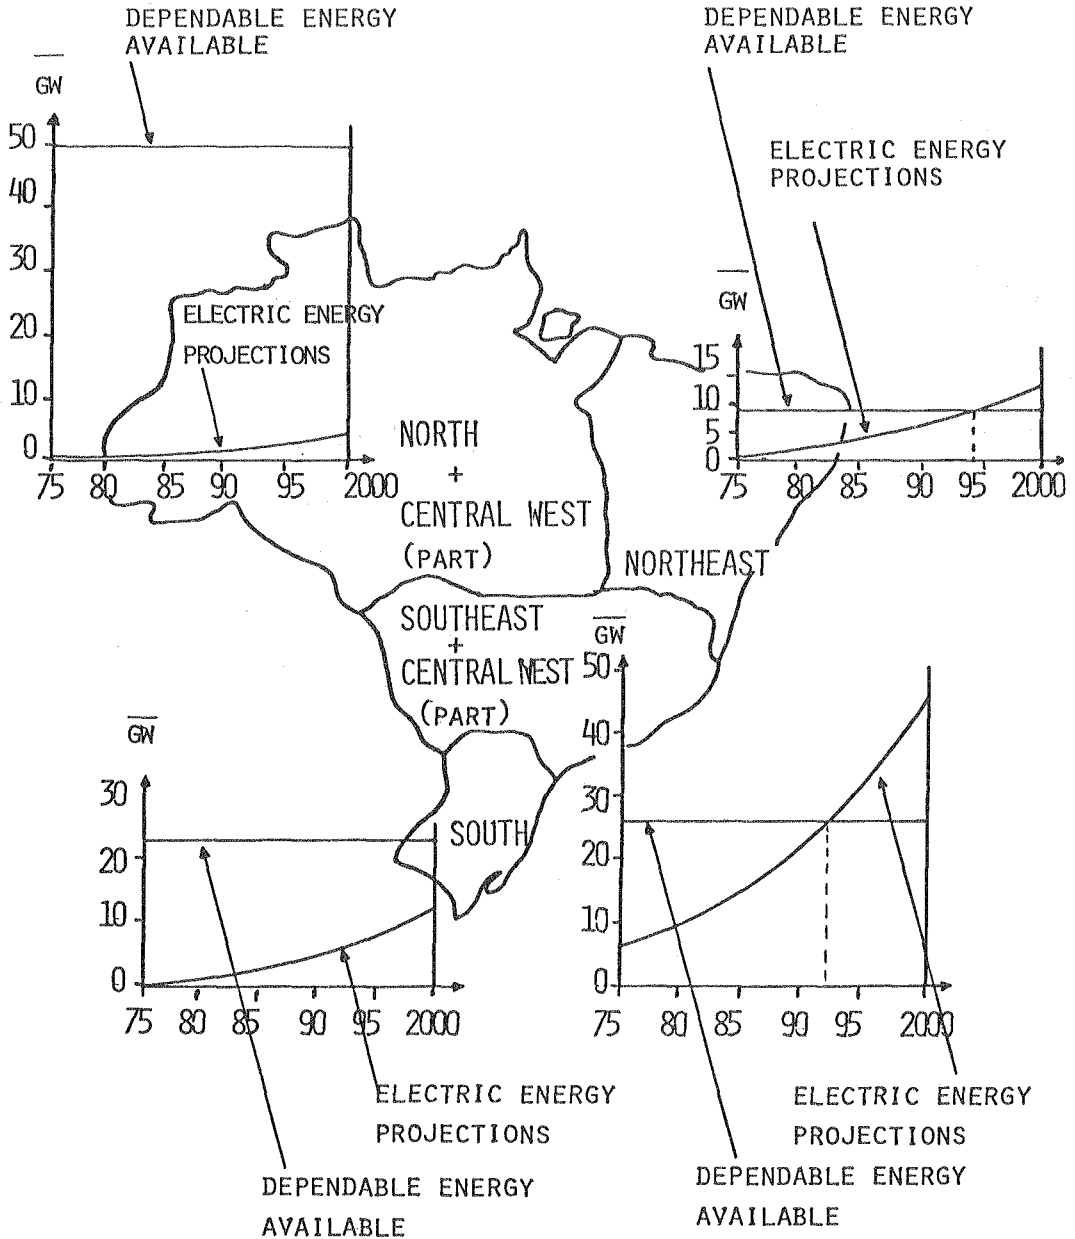 DEPENDABLE ENERGY
AVAILABLE
GW
50
40
30
20
10
0
75 80 85 90 95 2000
ELECTRIC ENERGY
PROJECTIONS
DEPENDABLE ENERGY
AVAILABLE
ELECTRIC ENERGY
PROJECTIONS
GW
15
10
5
0
75 80 85 90 95 2000
NORTH
+
CENTRAL WEST
(PART)
NORTHEAST
SOUTHEAST
+
CENTRAL WEST
(PART)
SOUTH
GW
30
20
10
0
75 80 85 90 95 2000
ELECTRIC ENERGY
PROJECTIONS
DEPENDABLE ENERGY
AVAILABLE
GW
50
40
30
20
10
0
75 80 85 90 95 2000
ELECTRIC ENERGY
PROJECTIONS
DEPENDABLE ENERGY
AVAILABLE